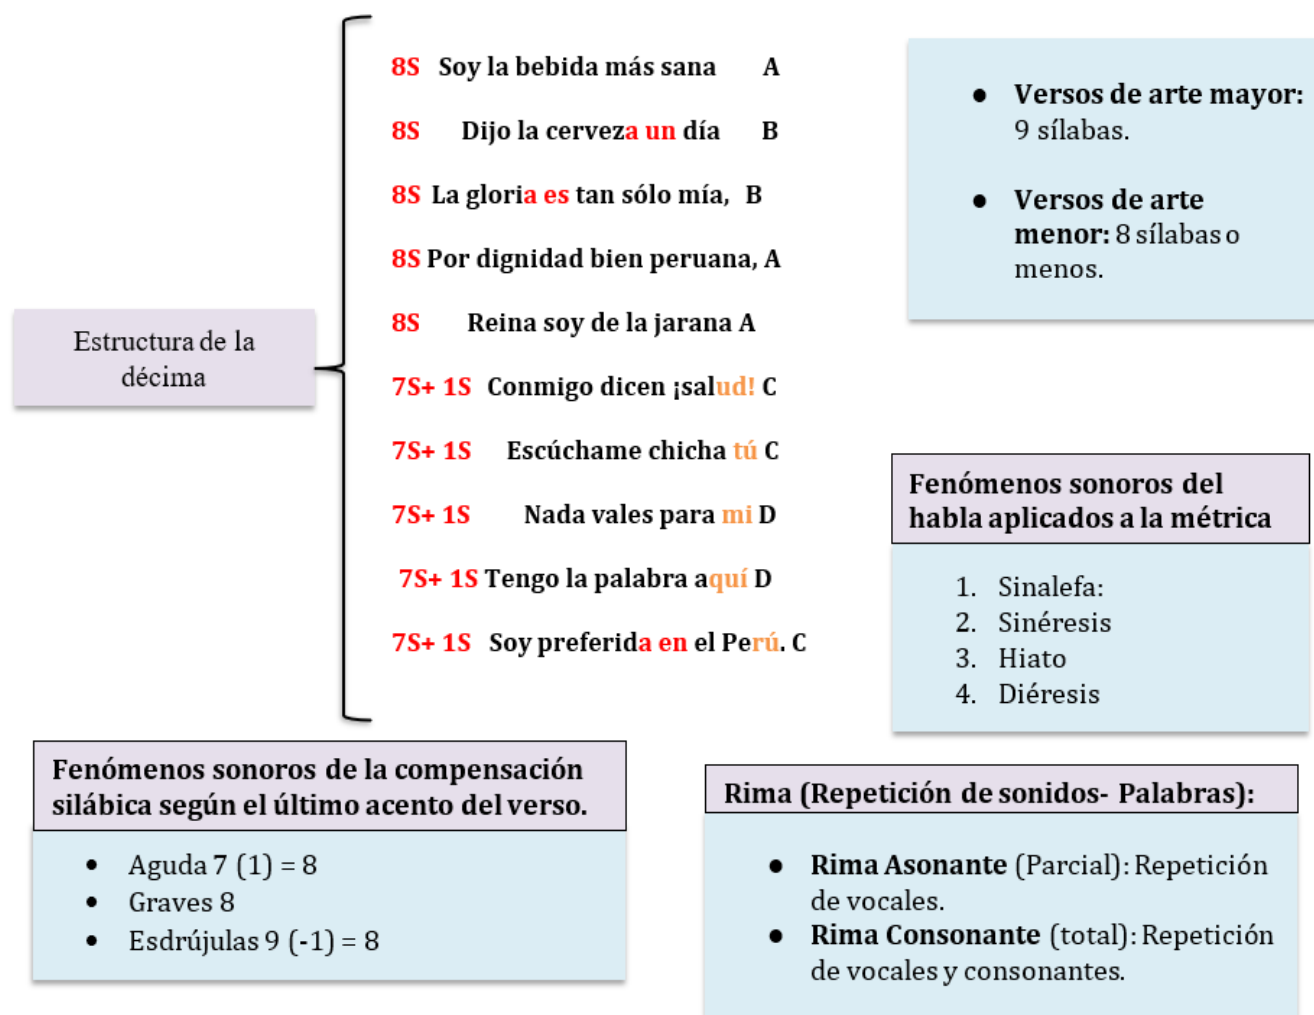 Estructura de la
décima
8S Soy la bebida más sana A
8S Dijo la cerveza un día B
8S La gloria es tan sólo mía, B
8S Por dignidad bien peruana, A
8S Reina soy de la jarana A
7S+ 1S Conmigo dicen ¡salud! C
7S+ 1S Escúchame chicha tú C
7S+ 1S Nada vales para mi D
7S+ 1S Tengo la palabra aquí D
7S+ 1S Soy preferida en el Perú. C
● Versos de arte mayor:
9 sílabas.
● Versos de arte
menor: 8 sílabas o
menos.
Fenómenos sonoros del
habla aplicados a la métrica
1. Sinalefa:
2. Sinéresis
3. Hiato
4. Diéresis
Fenómenos sonoros de la compensación
silábica según el último acento del verso.
• Aguda 7 (1) = 8
• Graves 8
• Esdrújulas 9 (-1) = 8
Rima (Repetición de sonidos- Palabras):
● Rima Asonante (Parcial): Repetición
de vocales.
● Rima Consonante (total): Repetición
de vocales y consonantes.